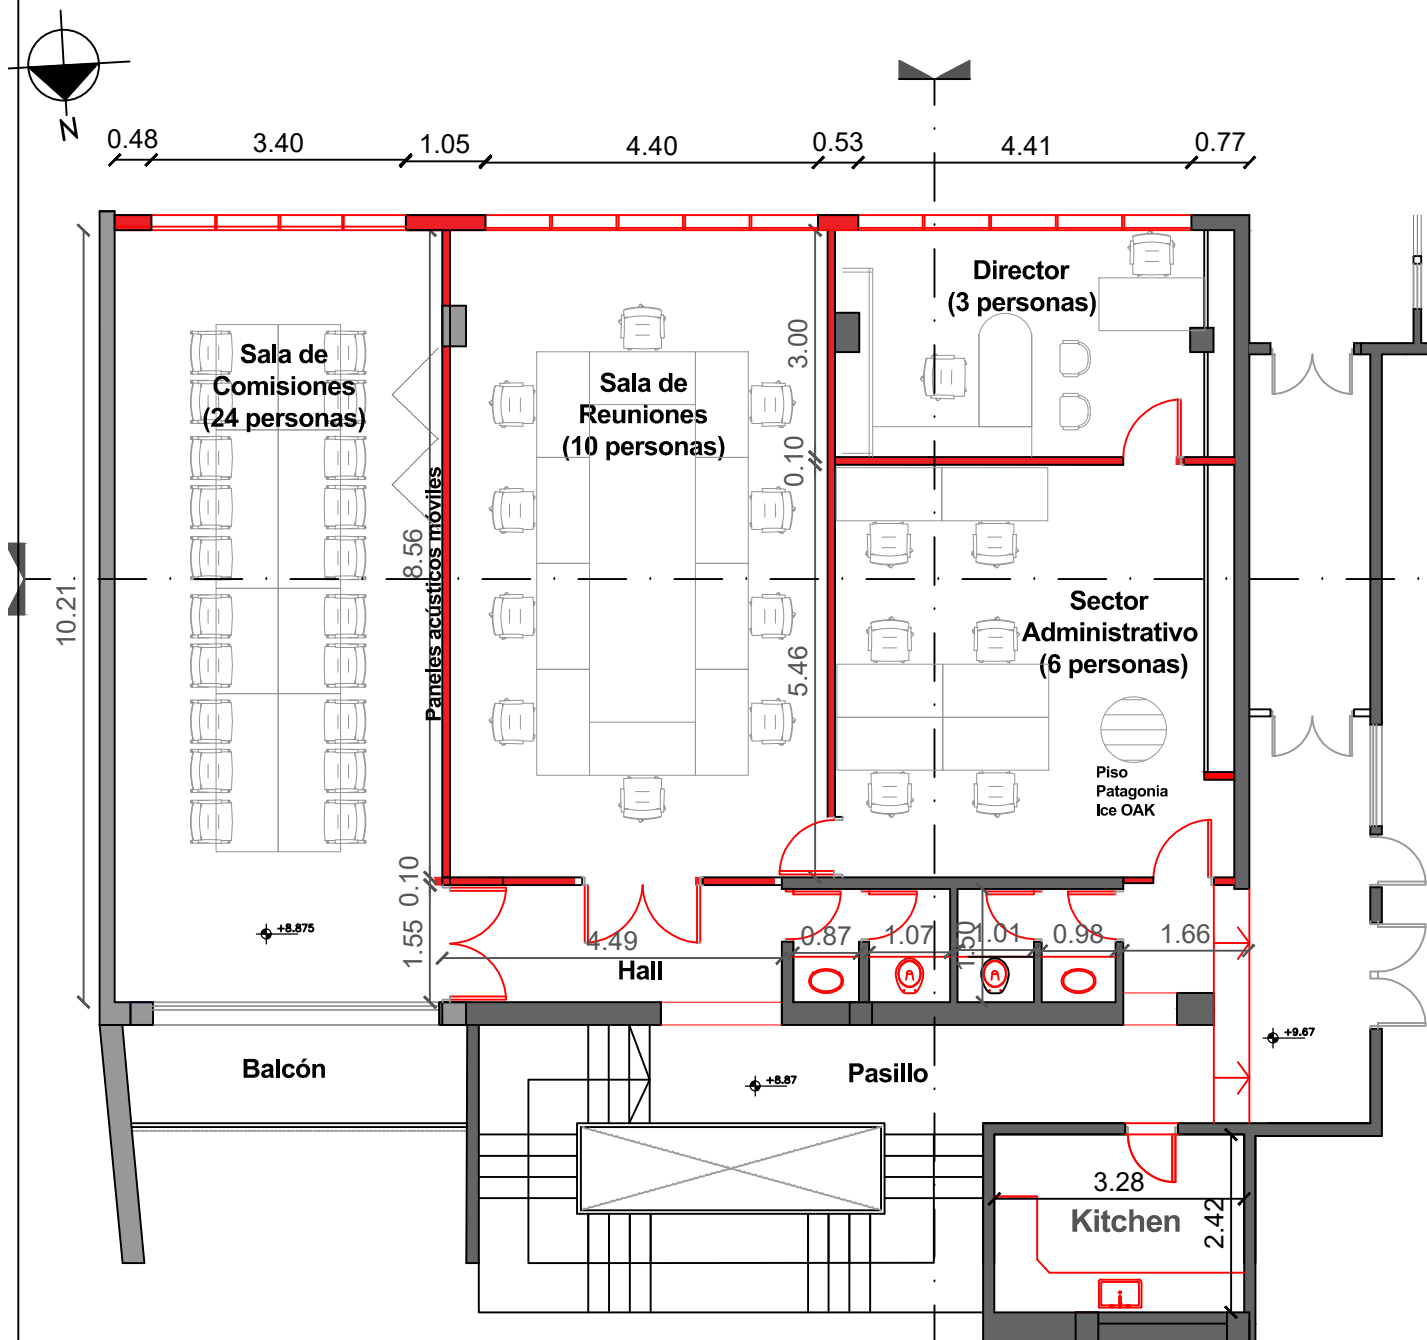 N
0.48
3.40
1.05
4.40
0.53
4.41
0.77
Director
(3 personas)
Sala de
Comisiones
(24 personas)
Sala de
Reuniones
(10 personas)
3.00
0.10
Paneles acústicos móviles
8.56
10.21
5.46
Sector
Administrativo
(6 personas)
Piso
Patagonia
Ice OAK
0.10
1.55
+8.875
4.49
Hall
0.87
1.07
1.50
1.01
0.98
1.66
+9.67
Balcón
+8.87
Pasillo
3.28
Kitchen
2.42